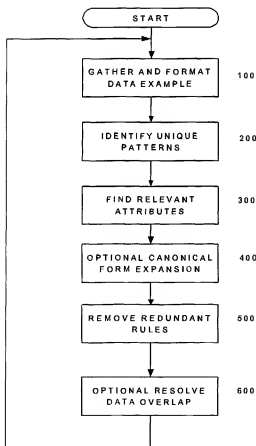 START
GATHER AND FORMAT
DATA EXAMPLE
100
IDENTIFY UNIQUE
PATTERNS
200
FIND RELEVANT
ATTRIBUTES
300
OPTIONAL CANONICAL
FORM EXPANSION
400
REMOVE REDUNDANT
RULES
500
OPTIONAL RESOLVE
DATA OVERLAP
600